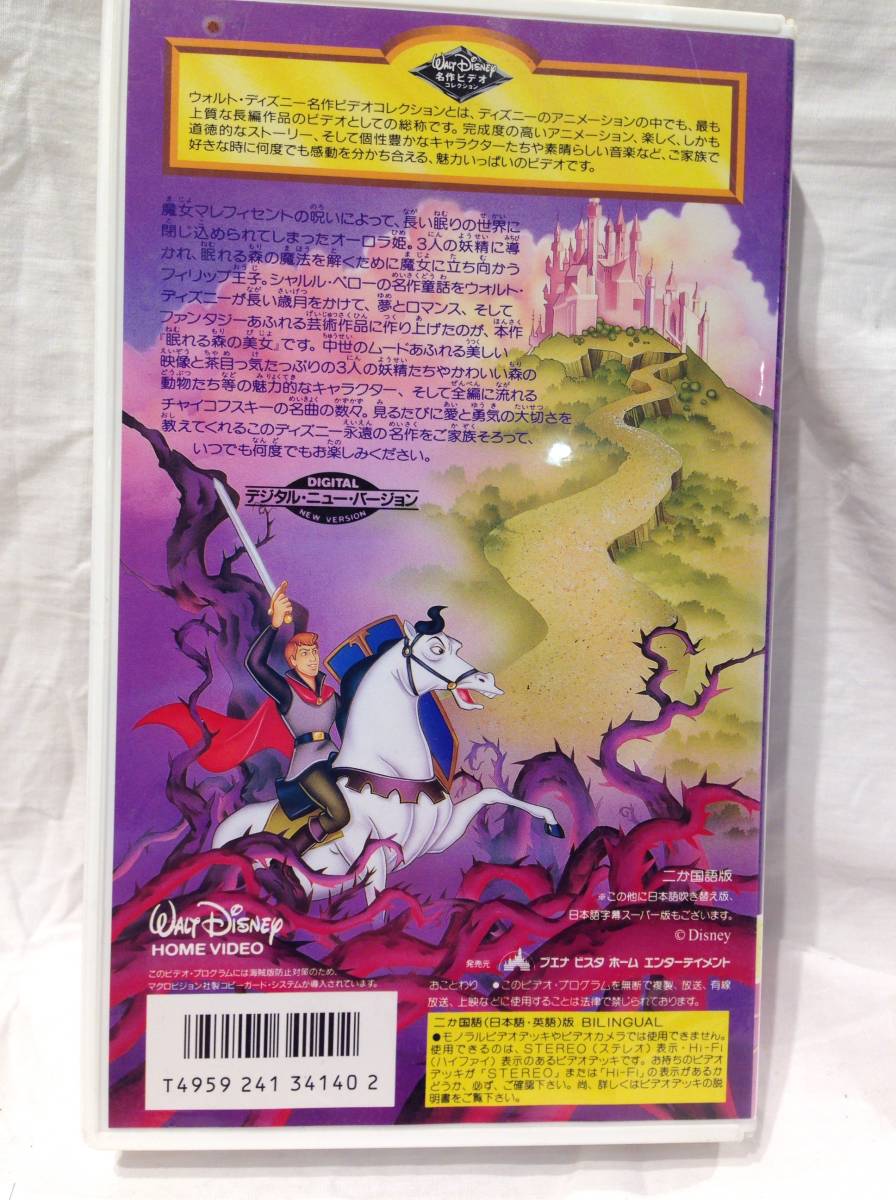 WALT DISNEY
名作ビデオ
コレクション
ウォルト・ディズニー名作ビデオコレクションとは、ディズニーのアニメーションの中でも、最も
上質な長編作品のビデオとしての総称です。完成度の高いアニメーション、楽しく、しかも
道徳的なストーリー、そして個性豊かなキャラクターたちや素晴らしい音楽など、ご家族で
好きな時に何度でも感動を分かち合える、魅力いっぱいのビデオです。
魔女マレフィセントの呪いによって、長い眠りの世界に
閉じ込められてしまったオーロラ姫。3人の妖精に導
かれ、眠れる森の魔法を解くために魔女に立ち向かう
フィリップ王子。シャルル・ペローの名作童話をウォルト・
ディズニーが長い歳月をかけて、夢とロマンス、そして
ファンタジーあふれる芸術作品に作り上げたのが、本作
『眠れる森の美女』です。中世のムードあふれる美しい
映像と茶目っ気たっぷりの3人の妖精たちやかわいい森の
動物たち等の魅力的なキャラクター、そして全編に流れる
チャイコフスキーの名曲の数々。見るたびに愛と勇気の大切さを
教えてくれるこのディズニー永遠の名作をご家族そろって、
いつでも何度でもお楽しみください。
DIGITAL
デジタル・ニュー・バージョン
NEW VERSION
二か国語版
※この他に日本語吹き替え版、
日本語字幕スーパー版もございます。
© Disney
WALT DISNEY
HOME VIDEO
発売元 ブエナ ビスタ ホーム エンターテイメント
このビデオ・プログラムには海賊版防止対策のため、
マクロビジョン社製コピーガード・システムが導入されています。
おことわり ●このビデオ・プログラムを無断で複製、放送、有線
放送、上映などに使用することは法律で禁じられております。
二か国語(日本語・英語)版 BILINGUAL
●モノラルビデオデッキやビデオカメラでは使用できません。
使用できるのは、STEREO(ステレオ)表示・Hi-Fi
(ハイファイ)表示のあるビデオデッキです。お持ちのビデオ
デッキが「STEREO」または「Hi-Fi」の表示があるか
どうか、必ず、ご確認下さい。尚、詳しくはビデオデッキの説
明書をご覧下さい。
T4959 241 34140 2